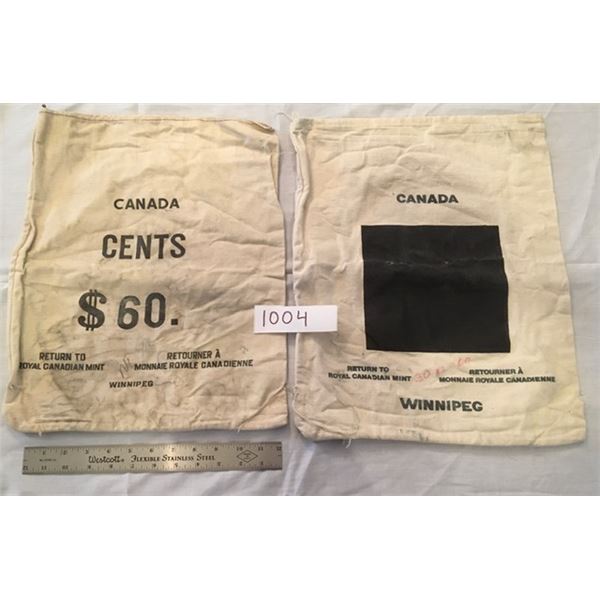 CANADA
CENTS
$60.
RETURN TO
ROYAL CANADIAN MINT
RETOURNER À
MONNAIE ROYALE CANADIENNE
WINNIPEG
1004
CANADA
RETURN TO
ROYAL CANADIAN MINT
RETOURNER À
MONNAIE ROYALE CANADIENNE
WINNIPEG
Westcott FLEXIBLE STAINLESS STEEL